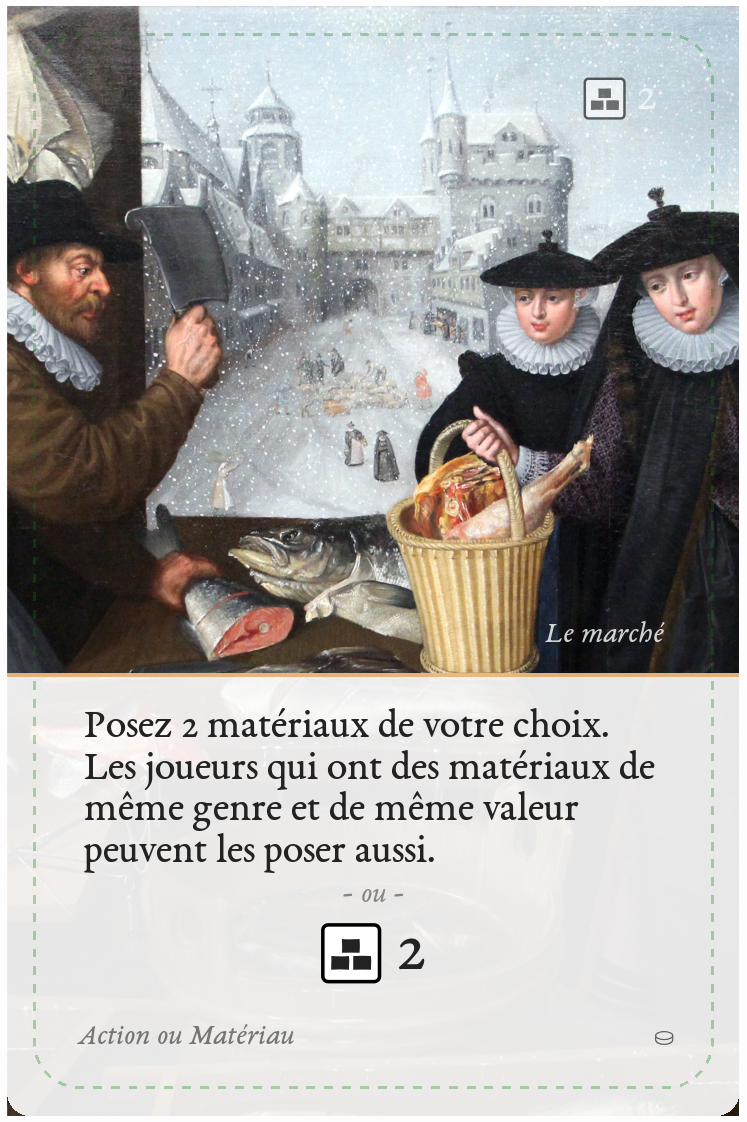 2
Le marché
Posez 2 matériaux de votre choix.
Les joueurs qui ont des matériaux de
même genre et de même valeur
peuvent les poser aussi.
- ou -
2
Action ou Matériau